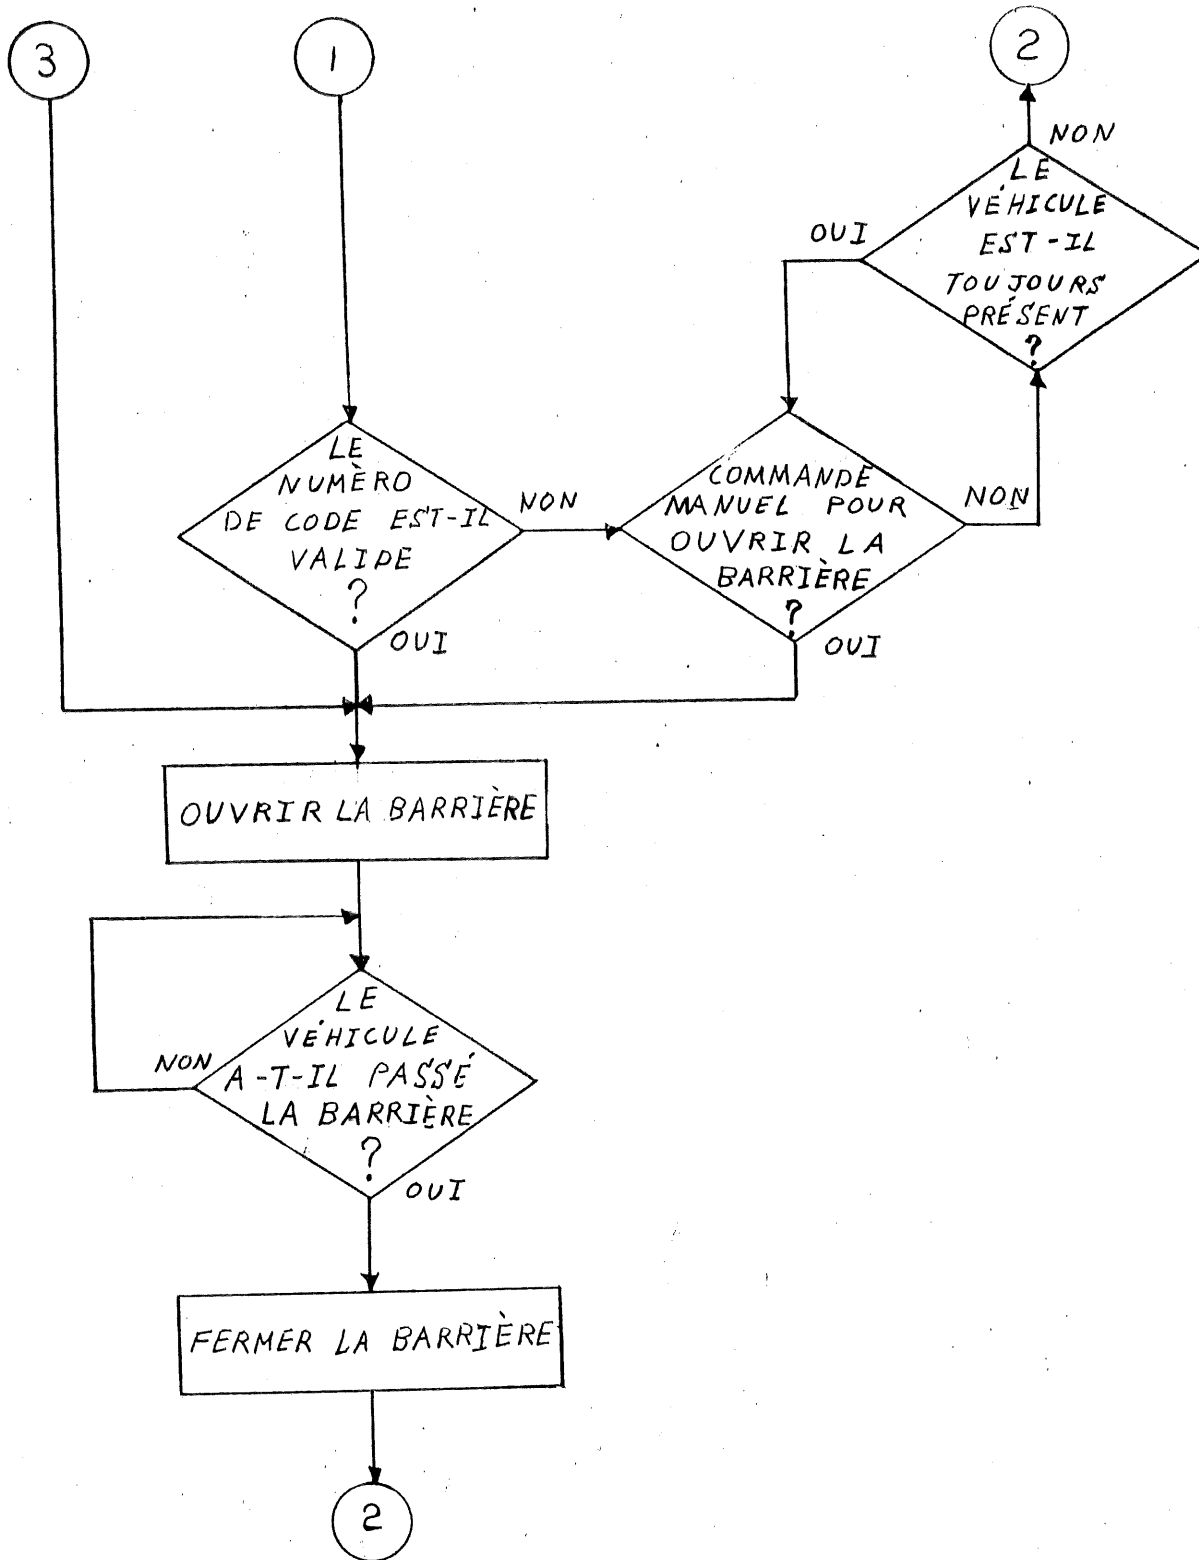 3
1
2
NON
LE
VÉHICULE
EST-IL
TOUJOURS
PRÉSENT
?
OUI
LE
NUMÈRO
DE CODE EST-IL
VALIDE
?
NON
OUI
COMMANDE
MANUEL POUR
OUVRIR LA
BARRIÈRE
?
NON
OUI
OUVRIR LA BARRIÈRE
LE
VÉHICULE
A-T-IL PASSÉ
LA BARRIÈRE
?
NON
OUI
FERMER LA BARRIÈRE
2